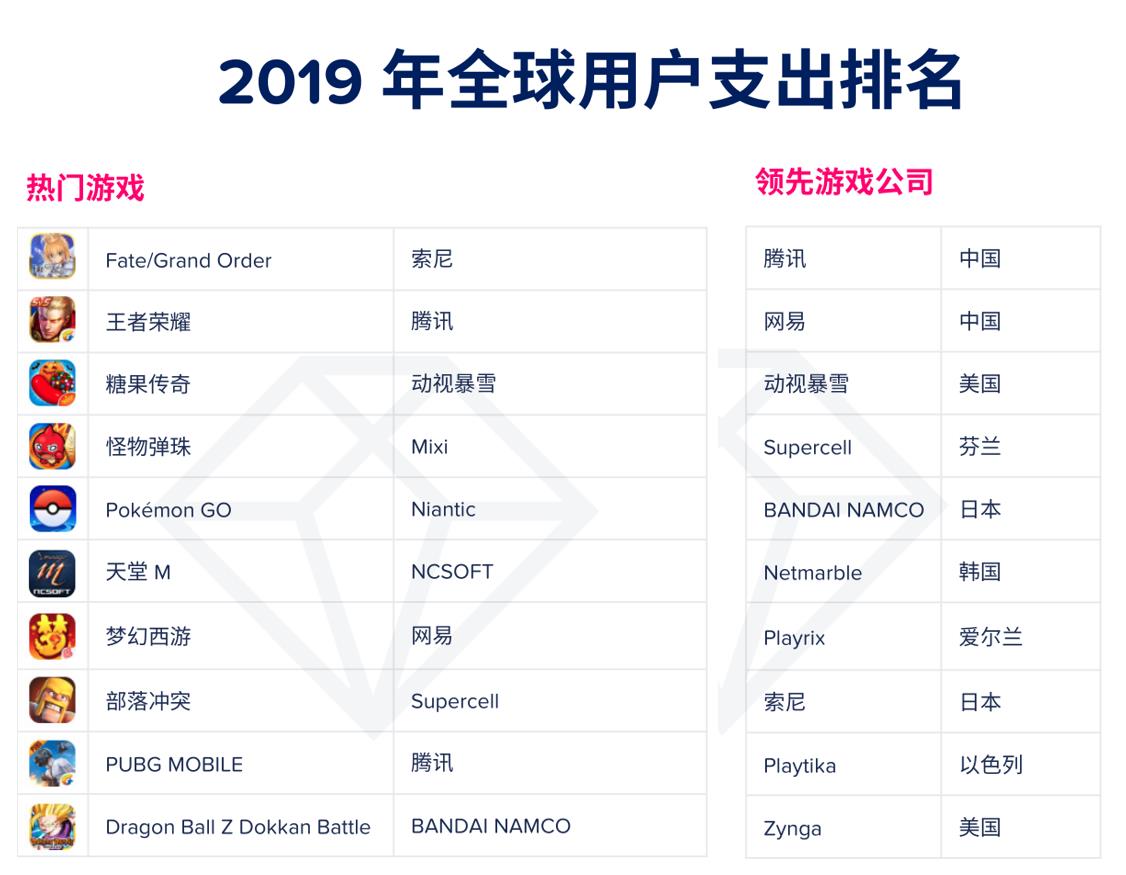 2019 年全球用户支出排名
热门游戏
Fate/Grand Order 索尼
王者荣耀 腾讯
糖果传奇 动视暴雪
怪物弹珠 Mixi
Pokémon GO Niantic
天堂 M NCSOFT
梦幻西游 网易
部落冲突 Supercell
PUBG MOBILE 腾讯
Dragon Ball Z Dokkan Battle BANDAI NAMCO
领先游戏公司
腾讯 中国
网易 中国
动视暴雪 美国
Supercell 芬兰
BANDAI NAMCO 日本
Netmarble 韩国
Playrix 爱尔兰
索尼 日本
Playtika 以色列
Zynga 美国
5V5
NCSOFT
梦